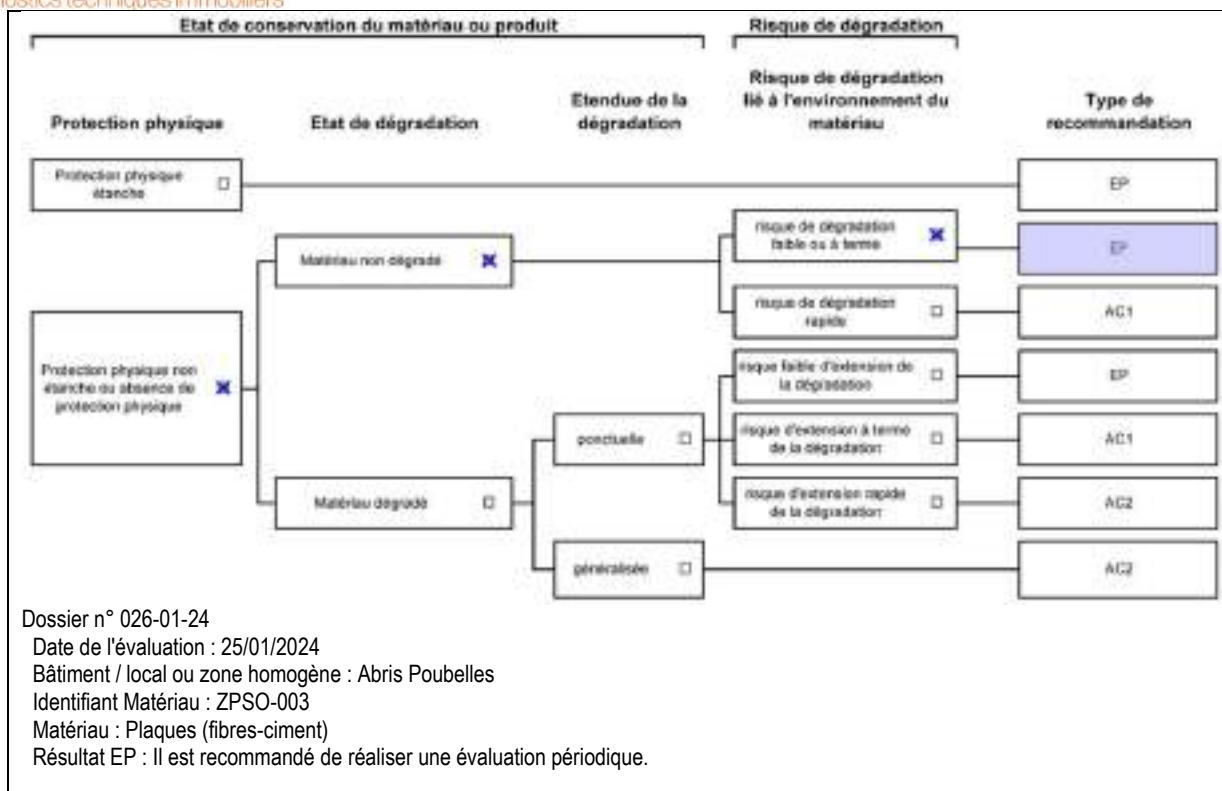 Etat de conservation du matériau ou produit
Risque de dégradation
Protection physique
Etat de dégradation
Etendue de la
dégradation
Risque de dégradation
lié à l'environnement du
matériau
Type de
recommandation
Protection physique
étanche
EP
Protection physique non
étanche ou absence de
protection physique
Matériau non dégradé
risque de dégradation
faible ou à terme
EP
risque de dégradation
rapide
AC1
Matériau dégradé
ponctuelle
risque faible d'extension de
la dégradation
EP
risque d'extension à terme
de la dégradation
AC1
risque d'extension rapide
de la dégradation
AC2
généralisée
AC2
Dossier n° 026-01-24
Date de l'évaluation : 25/01/2024
Bâtiment / local ou zone homogène : Abris Poubelles
Identifiant Matériau : ZPSO-003
Matériau : Plaques (fibres-ciment)
Résultat EP : Il est recommandé de réaliser une évaluation périodique.